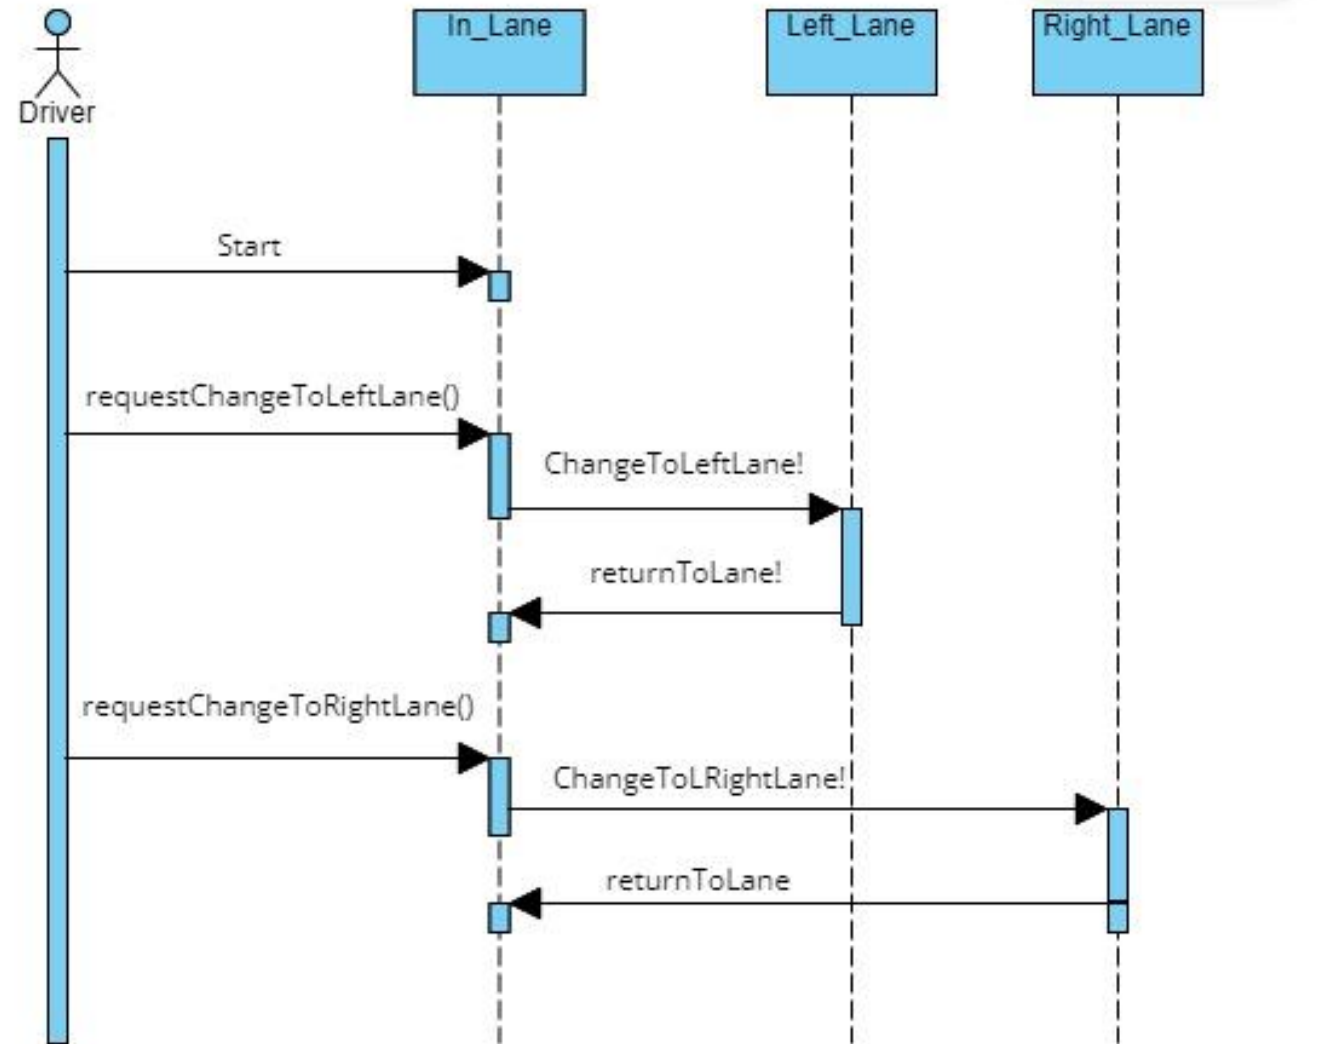 In_Lane
Left_Lane
Right_Lane
Driver
Start
requestChangeToLeftLane()
ChangeToLeftLane!
returnToLane!
requestChangeToRightLane()
ChangeToLRightLane!
returnToLane